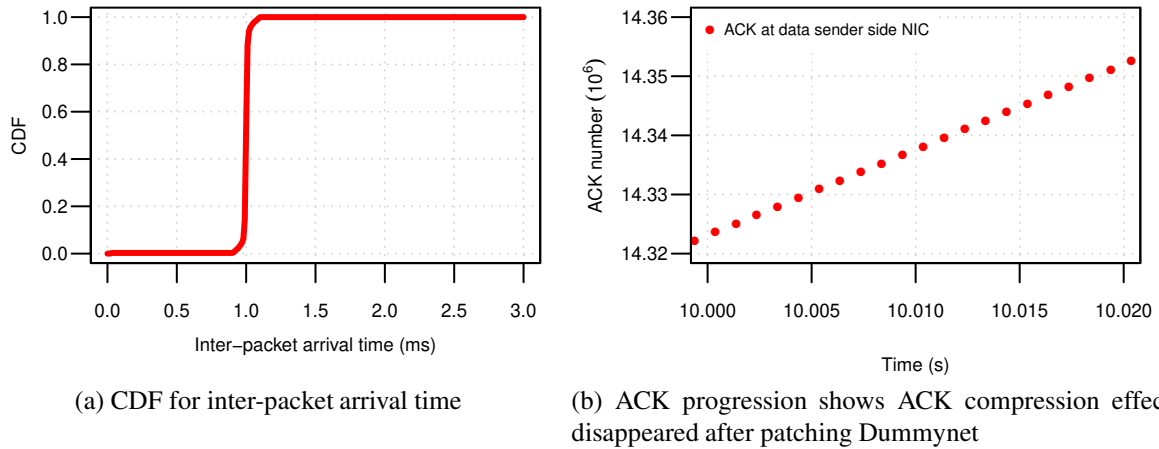 1.0
0.8
0.6
0.4
0.2
0.0
CDF
0.0 0.5 1.0 1.5 2.0 2.5 3.0
Inter−packet arrival time (ms)
(a) CDF for inter-packet arrival time
14.36
14.35
14.34
14.33
14.32
ACK number (10⁶)
ACK at data sender side NIC
10.000 10.005 10.010 10.015 10.020
Time (s)
(b) ACK progression shows ACK compression effec
disappeared after patching Dummynet